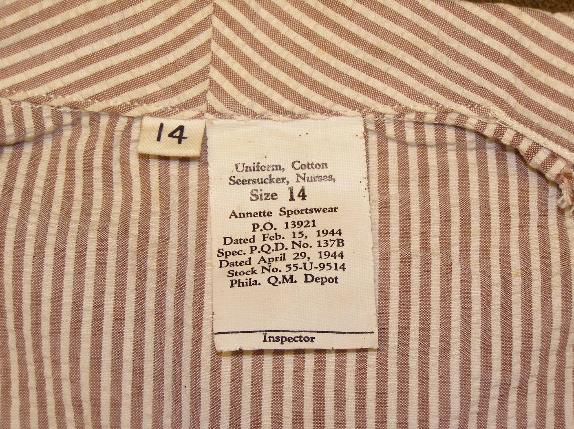 14
Uniform, Cotton
Seersucker, Nurses,
Size 14
Annette Sportswear
P.O. 13921
Dated Feb. 15, 1944
Spec. P.Q.D. No. 137B
Dated April 29, 1944
Stock No. 55-U-9514
Phila. Q.M. Depot
Inspector